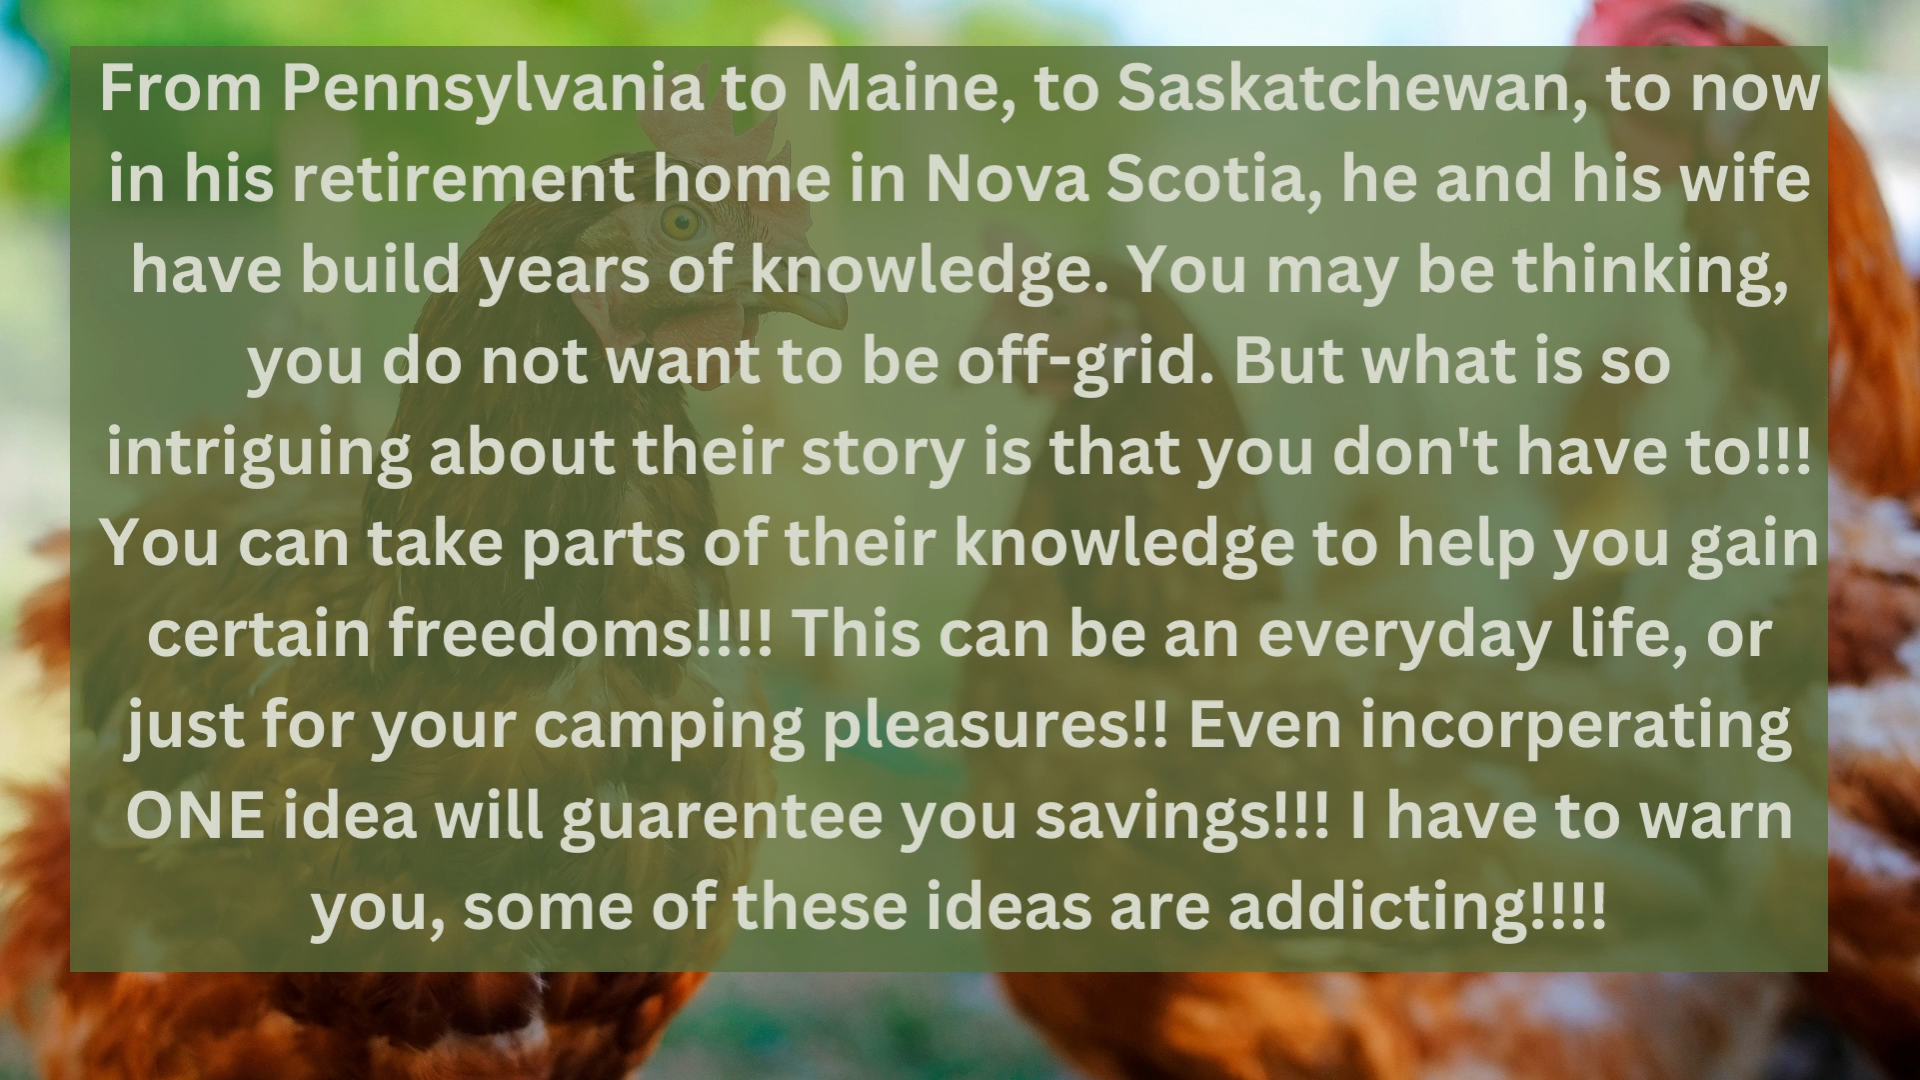 From Pennsylvania to Maine, to Saskatchewan, to now
in his retirement home in Nova Scotia, he and his wife
have build years of knowledge. You may be thinking,
you do not want to be off-grid. But what is so
intriguing about their story is that you don't have to!!!
You can take parts of their knowledge to help you gain
certain freedoms!!!! This can be an everyday life, or
just for your camping pleasures!! Even incorperating
ONE idea will guarentee you savings!!! I have to warn
you, some of these ideas are addicting!!!!